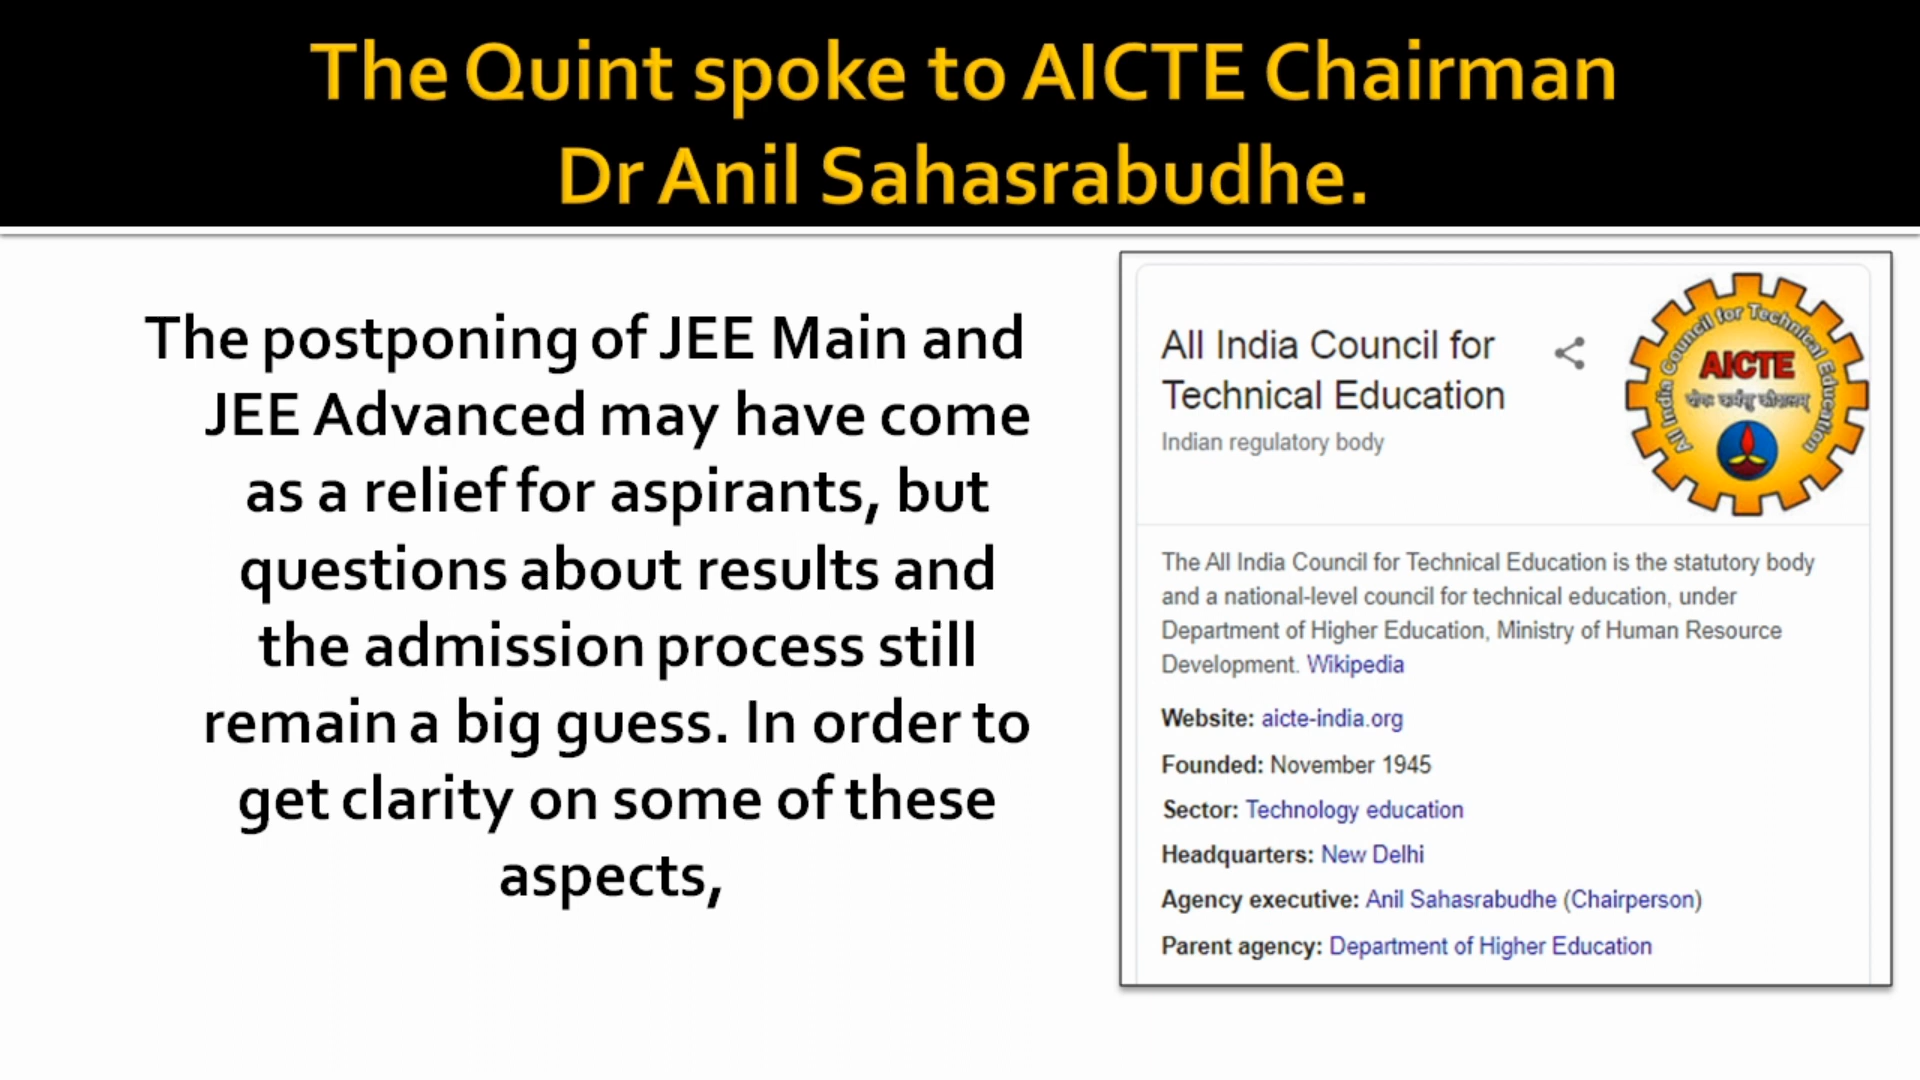 The Quint spoke to AICTE Chairman
Dr Anil Sahasrabudhe.
The postponing of JEE Main and
JEE Advanced may have come
as a relief for aspirants, but
questions about results and
the admission process still
remain a big guess. In order to
get clarity on some of these
aspects,
All India Council for
Technical Education
Indian regulatory body
All India Council for Technical Education
AICTE
योगः कर्मसु कौशलम्
The All India Council for Technical Education is the statutory body
and a national-level council for technical education, under
Department of Higher Education, Ministry of Human Resource
Development. Wikipedia
Website: aicte-india.org
Founded: November 1945
Sector: Technology education
Headquarters: New Delhi
Agency executive: Anil Sahasrabudhe (Chairperson)
Parent agency: Department of Higher Education